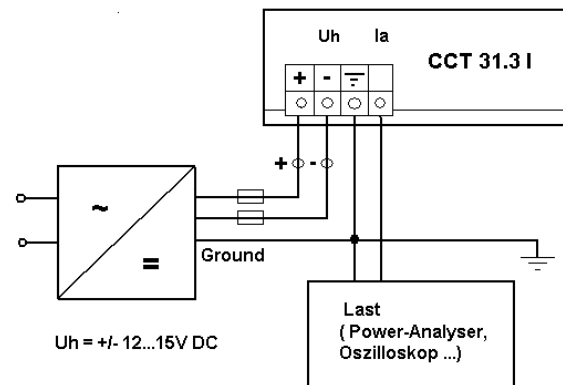 Uh Ia
CCT 31.3 I
+ -
+ -
~
=
Ground
Uh = +/- 12...15V DC
Last
( Power-Analyser,
Oszilloskop ...)